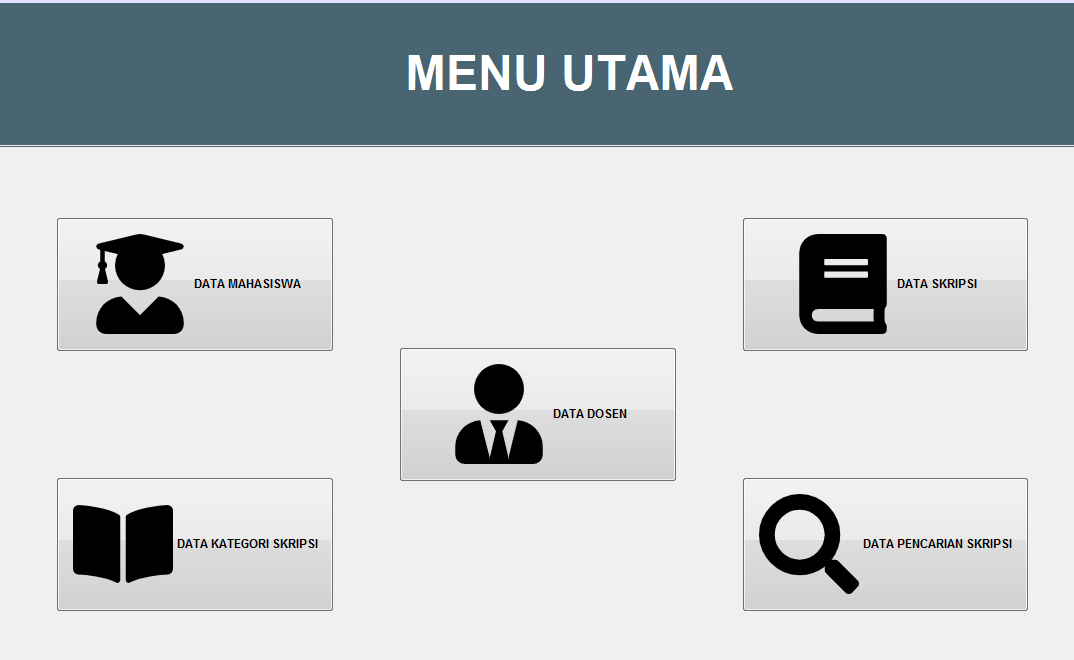 MENU UTAMA
DATA MAHASISWA
DATA SKRIPSI
DATA DOSEN
DATA KATEGORI SKRIPSI
DATA PENCARIAN SKRIPSI